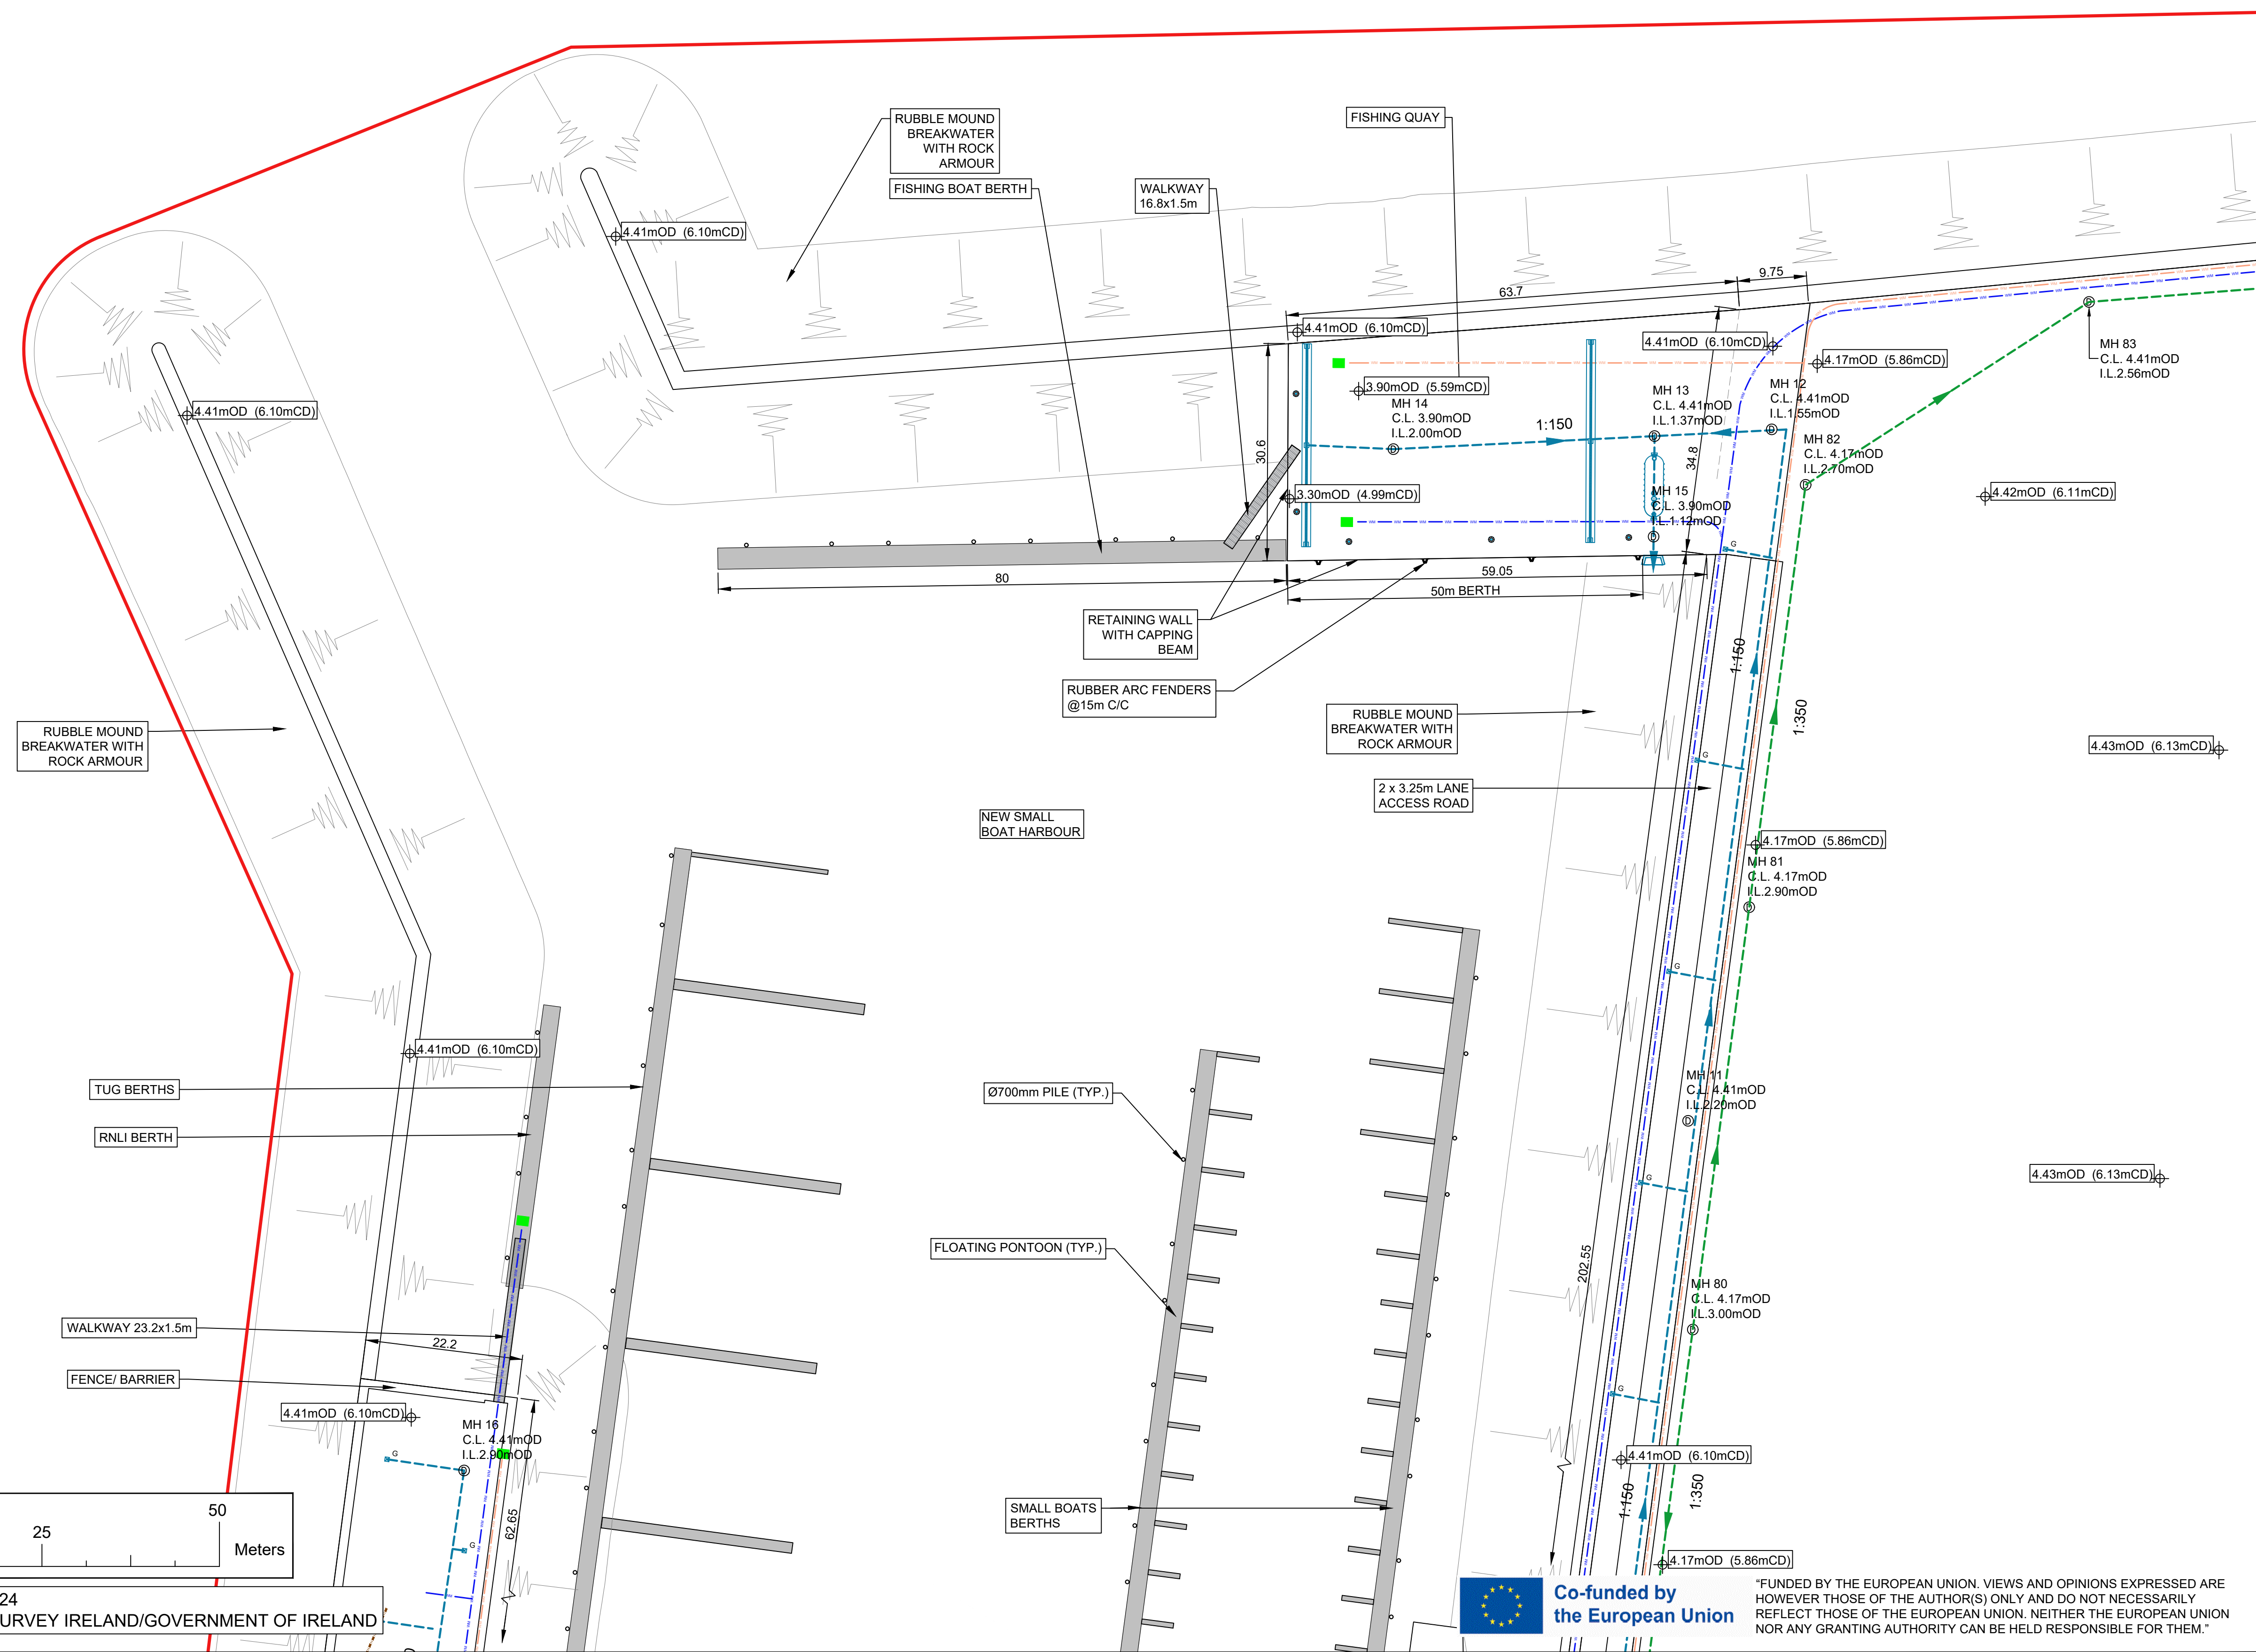 RUBBLE MOUND
BREAKWATER
WITH ROCK
ARMOUR
FISHING BOAT BERTH
WALKWAY
16.8x1.5m
FISHING QUAY
4.41mOD (6.10mCD)
4.41mOD (6.10mCD)
63.7
9.75
4.41mOD (6.10mCD)
4.41mOD (6.10mCD)
4.17mOD (5.86mCD)
3.90mOD (5.59mCD)
MH 14
C.L. 3.90mOD
I.L.2.00mOD
1:150
MH 13
C.L. 4.41mOD
I.L.1.37mOD
MH 12
C.L. 4.41mOD
I.L.1.55mOD
MH 83
C.L. 4.41mOD
I.L.2.56mOD
MH 82
C.L. 4.17mOD
I.L.2.70mOD
30.6
34.8
3.30mOD (4.99mCD)
MH 15
C.L. 3.90mOD
I.L.1.12mOD
4.42mOD (6.11mCD)
G
80
59.05
50m BERTH
RETAINING WALL
WITH CAPPING
BEAM
RUBBER ARC FENDERS
@15m C/C
RUBBLE MOUND
BREAKWATER WITH
ROCK ARMOUR
RUBBLE MOUND
BREAKWATER WITH
ROCK ARMOUR
1:150
1:350
4.43mOD (6.13mCD)
G
2 x 3.25m LANE
ACCESS ROAD
NEW SMALL
BOAT HARBOUR
4.17mOD (5.86mCD)
MH 81
C.L. 4.17mOD
I.L.2.90mOD
G
4.41mOD (6.10mCD)
TUG BERTHS
RNLI BERTH
Ø700mm PILE (TYP.)
MH 11
C.L. 4.41mOD
I.L.2.20mOD
G
4.43mOD (6.13mCD)
FLOATING PONTOON (TYP.)
202.55
MH 80
C.L. 4.17mOD
I.L.3.00mOD
WALKWAY 23.2x1.5m
22.2
FENCE/ BARRIER
G
4.41mOD (6.10mCD)
MH 16
C.L. 4.41mOD
I.L.2.90mOD
G
G
62.65
4.41mOD (6.10mCD)
1:150
1:350
SMALL BOATS
BERTHS
4.17mOD (5.86mCD)
25
50
Meters
24
URVEY IRELAND/GOVERNMENT OF IRELAND
Co-funded by
the European Union
“FUNDED BY THE EUROPEAN UNION. VIEWS AND OPINIONS EXPRESSED ARE
HOWEVER THOSE OF THE AUTHOR(S) ONLY AND DO NOT NECESSARILY
REFLECT THOSE OF THE EUROPEAN UNION. NEITHER THE EUROPEAN UNION
NOR ANY GRANTING AUTHORITY CAN BE HELD RESPONSIBLE FOR THEM.”